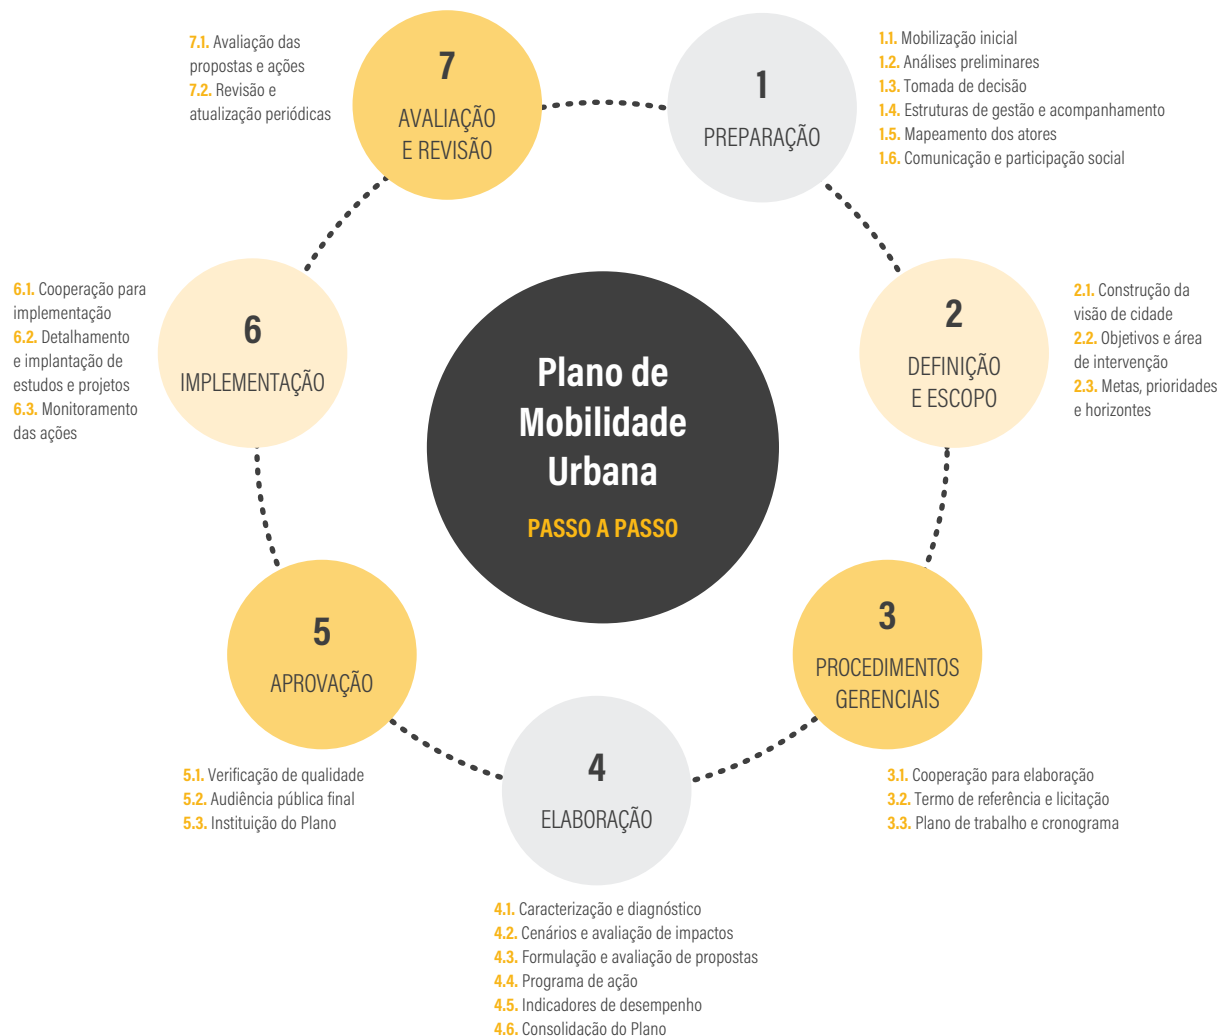 Plano de
Mobilidade
Urbana
PASSO A PASSO
1
PREPARAÇÃO
1.1. Mobilização inicial
1.2. Análises preliminares
1.3. Tomada de decisão
1.4. Estruturas de gestão e acompanhamento
1.5. Mapeamento dos atores
1.6. Comunicação e participação social
2
DEFINIÇÃO
E ESCOPO
2.1. Construção da
visão de cidade
2.2. Objetivos e área
de intervenção
2.3. Metas, prioridades
e horizontes
3
PROCEDIMENTOS
GERENCIAIS
3.1. Cooperação para elaboração
3.2. Termo de referência e licitação
3.3. Plano de trabalho e cronograma
4
ELABORAÇÃO
4.1. Caracterização e diagnóstico
4.2. Cenários e avaliação de impactos
4.3. Formulação e avaliação de propostas
4.4. Programa de ação
4.5. Indicadores de desempenho
4.6. Consolidação do Plano
5
APROVAÇÃO
5.1. Verificação de qualidade
5.2. Audiência pública final
5.3. Instituição do Plano
6
IMPLEMENTAÇÃO
6.1. Cooperação para
implementação
6.2. Detalhamento
e implantação de
estudos e projetos
6.3. Monitoramento
das ações
7
AVALIAÇÃO
E REVISÃO
7.1. Avaliação das
propostas e ações
7.2. Revisão e
atualização periódicas